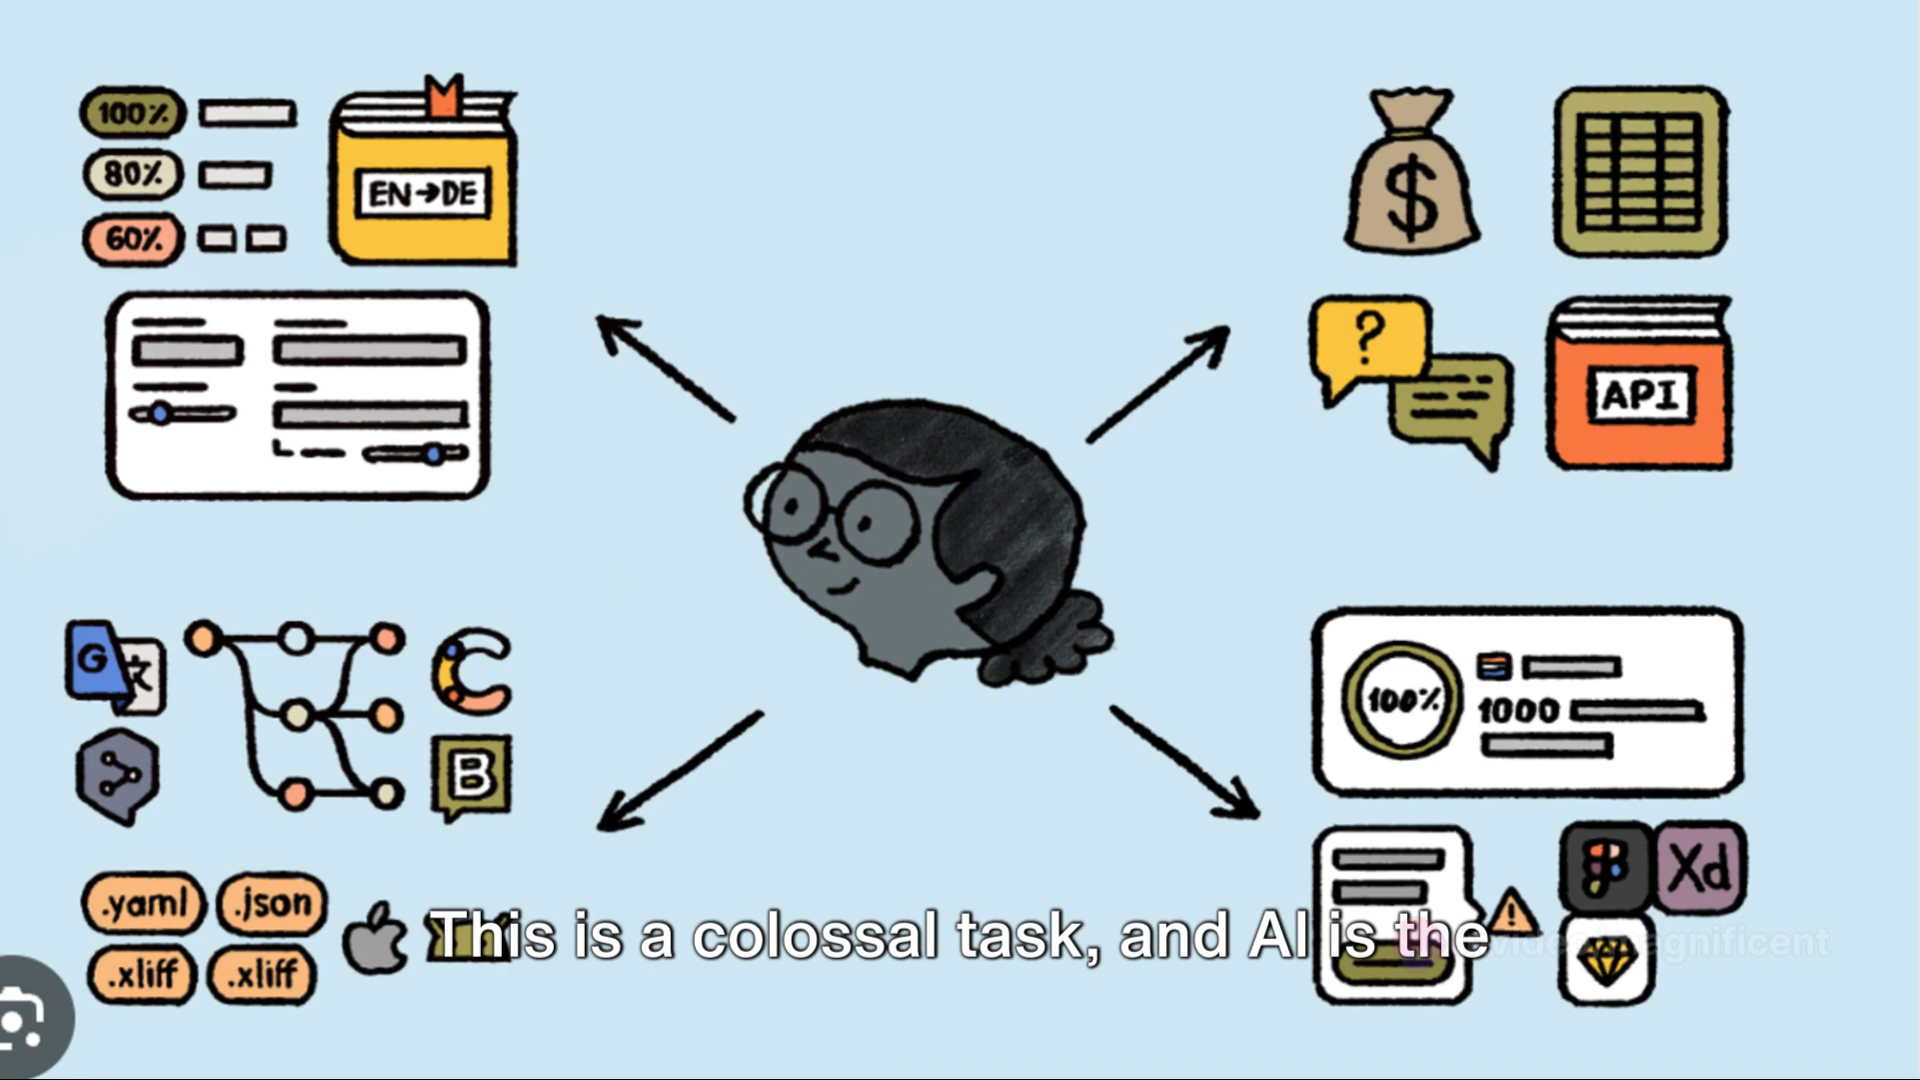 100%
80%
60%
EN→DE
$
?
API
G
文
C
B
100%
1000
.yaml
.json
.xliff
.xliff
!
Xd
This is a colossal task, and AI is the